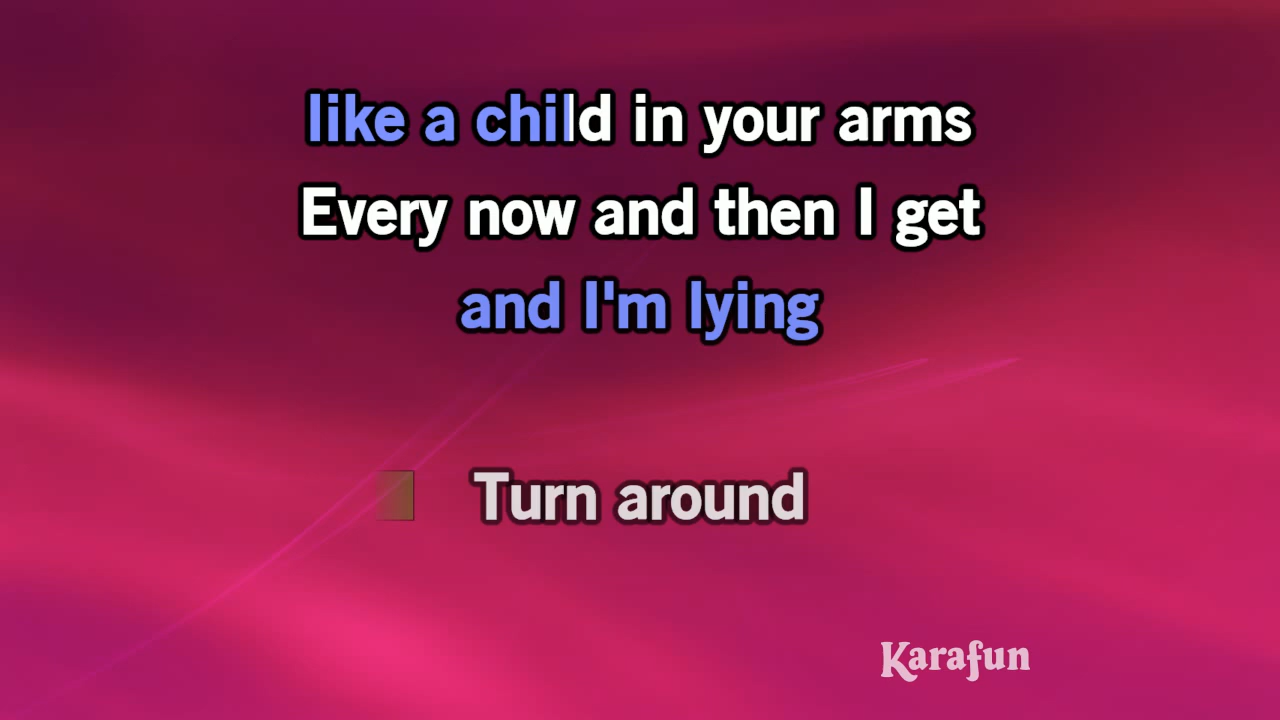 like a child in your arms
Every now and then I get
and I'm lying
Turn around
Karafun